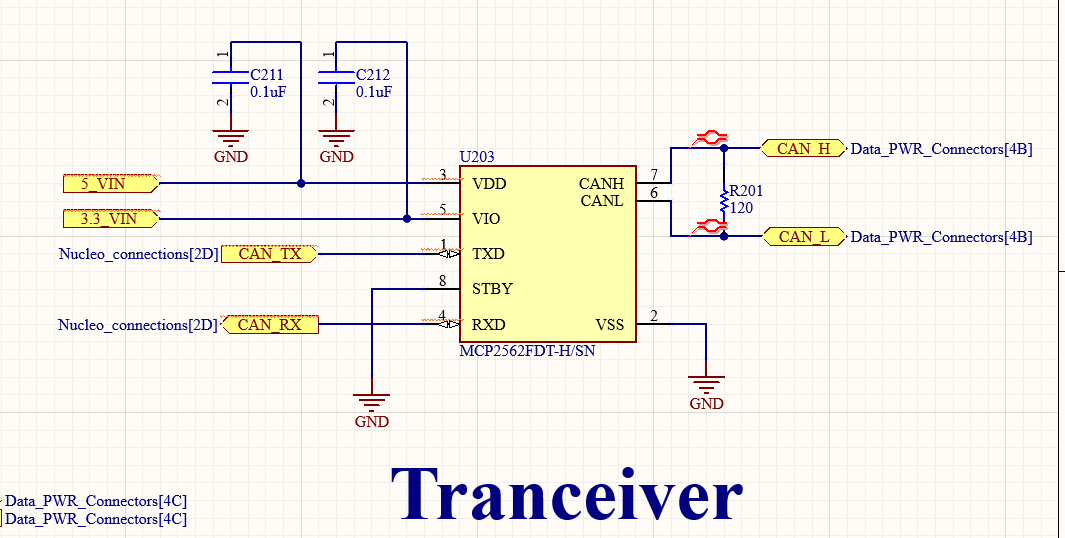 1
C211
0.1uF
2
GND
1
C212
0.1uF
2
GND
U203
5_VIN
3
VDD
3.3_VIN
5
VIO
Nucleo_connections[2D]
CAN_TX
1
TXD
8
STBY
Nucleo_connections[2D]
CAN_RX
4
RXD
CANH
7
CANL
6
VSS
2
MCP2562FDT-H/SN
CAN_H
Data_PWR_Connectors[4B]
R201
120
CAN_L
Data_PWR_Connectors[4B]
GND
GND
Tranceiver
Data_PWR_Connectors[4C]
Data_PWR_Connectors[4C]